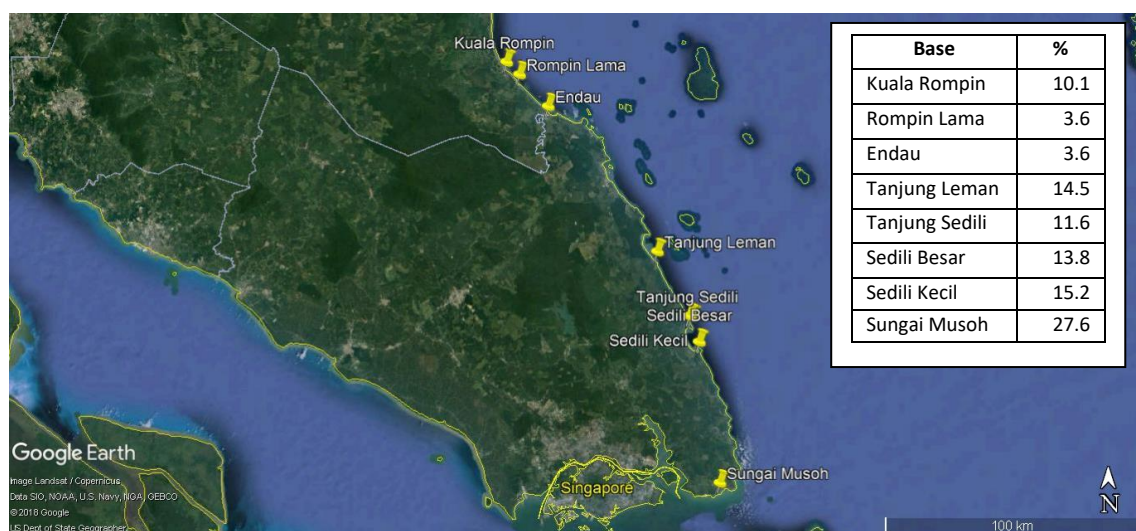 Kuala Rompin
Rompin Lama
Endau
Tanjung Leman
Tanjung Sedili
Sedili Besar
Sedili Kecil
Sungai Musoh
Singapore
Google Earth
Image Landsat / Copernicus
Data SIO, NOAA, U.S. Navy, NGA, GEBCO
© 2018 Google
US Dept of State Geographer
N
100 km
Base %
Kuala Rompin 10.1
Rompin Lama 3.6
Endau 3.6
Tanjung Leman 14.5
Tanjung Sedili 11.6
Sedili Besar 13.8
Sedili Kecil 15.2
Sungai Musoh 27.6